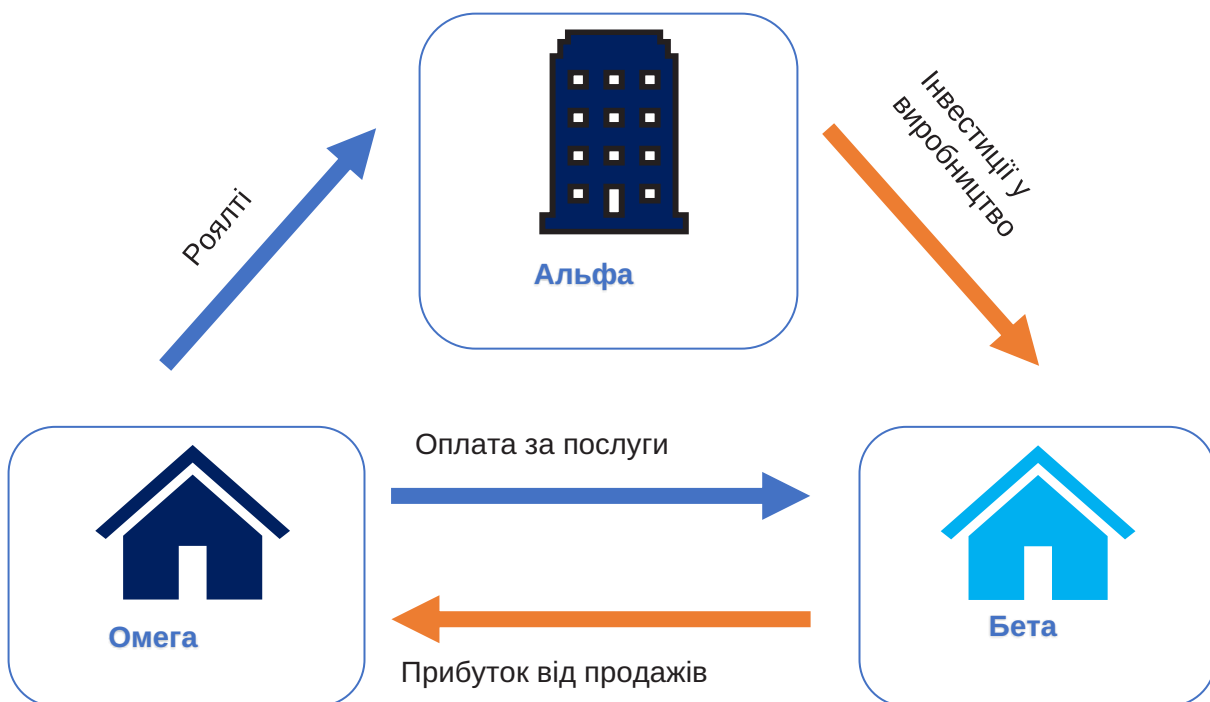 Роялті
Інвестиції у
виробництво
Альфа
Оплата за послуги
Омега
Бета
Прибуток від продажів